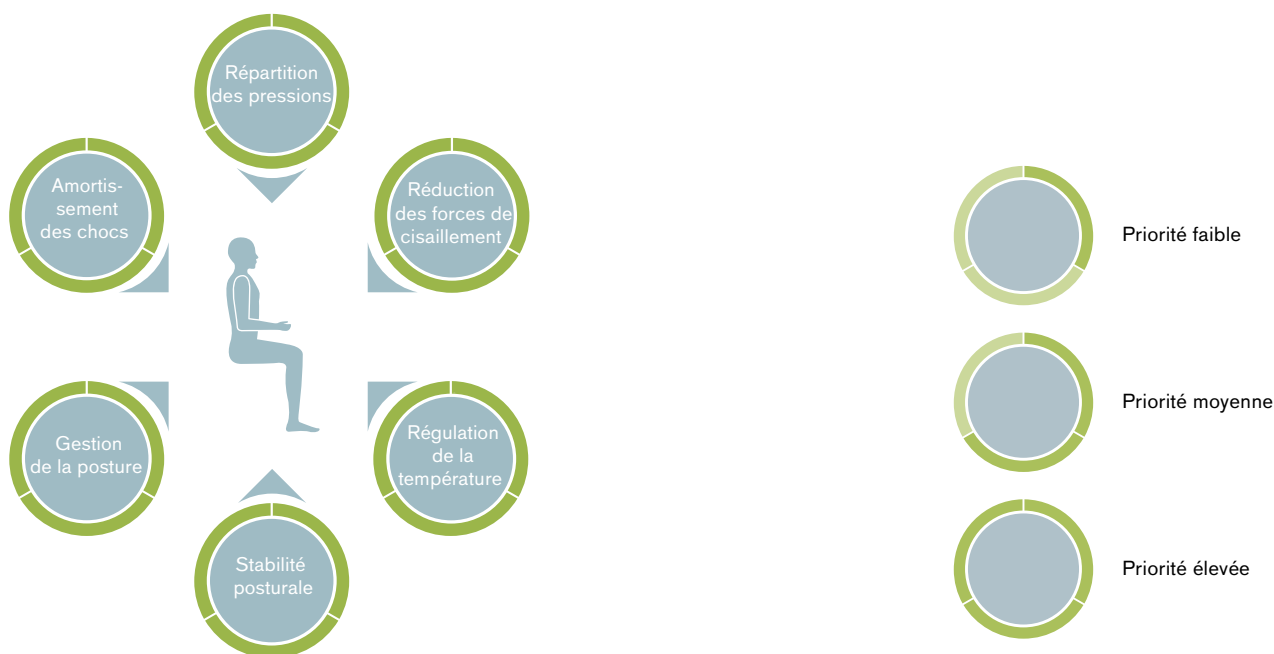 Répartition
des pressions
Amortis-
sement
des chocs
Réduction
des forces de
cisaillement
Gestion
de la posture
Régulation
de la
température
Stabilité
posturale
Priorité faible
Priorité moyenne
Priorité élevée